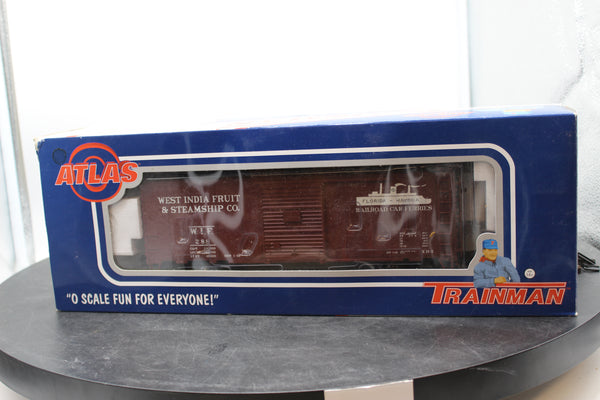 ATLAS
WEST INDIA FRUIT
& STEAMSHIP CO.
W.I.F.
FLORIDA - HAVANA
RAILROAD CAR FERRIES
"O SCALE FUN FOR EVERYONE!"
TRAINMAN